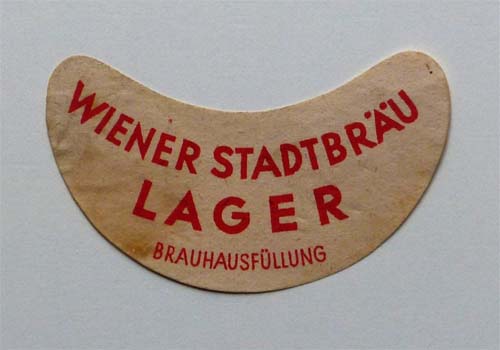 WIENER STADTBRÄU
LAGER
BRAUHAUSFÜLLUNG